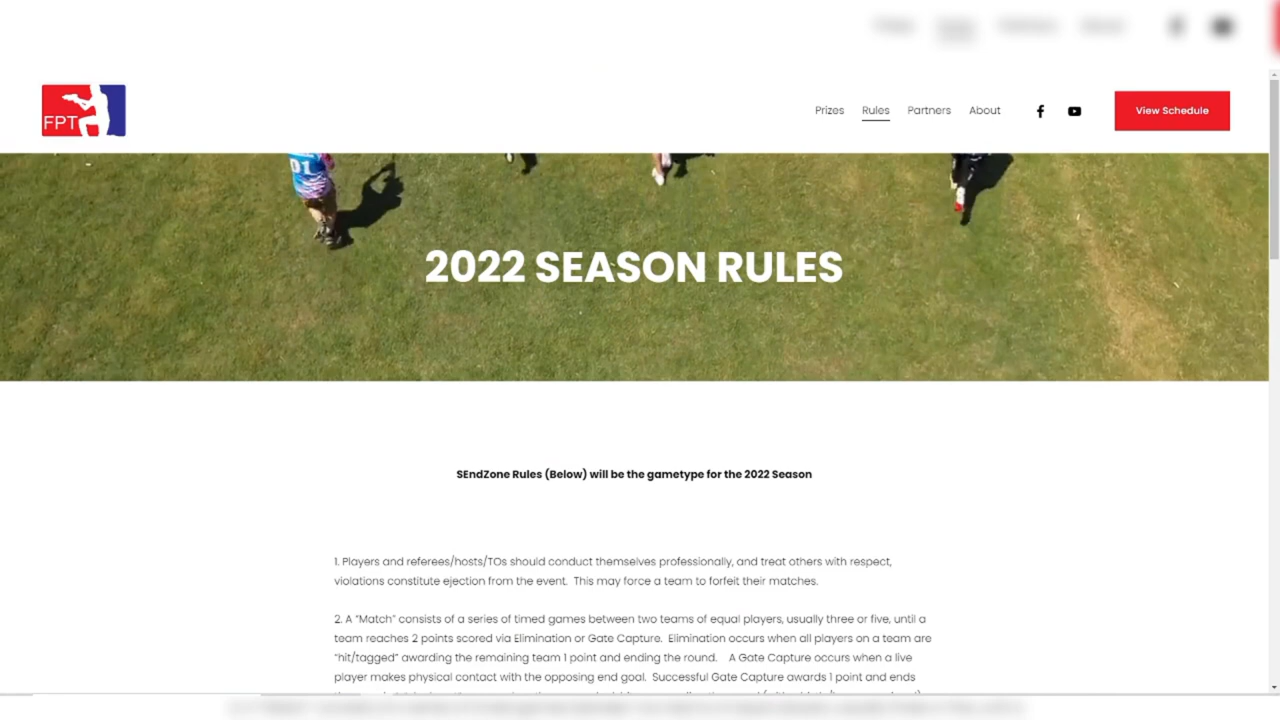 FPT
Prizes Rules Partners About View Schedule
01
2022 SEASON RULES
SEndZone Rules (Below) will be the gametype for the 2022 Season
1. Players and referees/hosts/TOs should conduct themselves professionally, and treat others with respect,
violations constitute ejection from the event. This may force a team to forfeit their matches.
2. A “Match” consists of a series of timed games between two teams of equal players, usually three or five, until a
team reaches 2 points scored via Elimination or Gate Capture. Elimination occurs when all players on a team are
“hit/tagged” awarding the remaining team 1 point and ending the round. A Gate Capture occurs when a live
player makes physical contact with the opposing end goal. Successful Gate Capture awards 1 point and ends